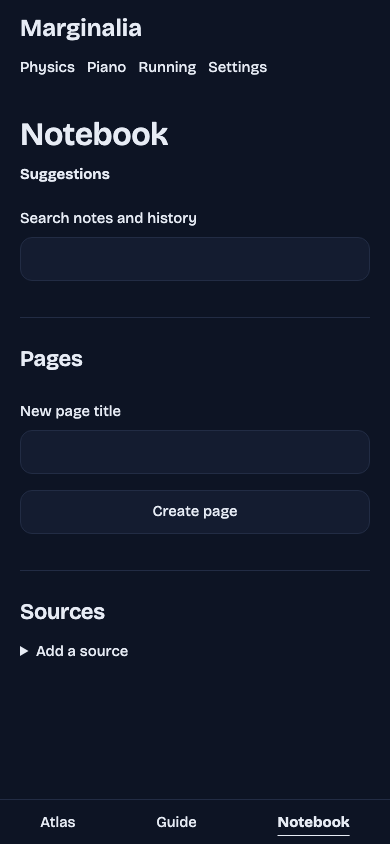 Marginalia
Physics Piano Running Settings
Notebook
Suggestions
Search notes and history
Pages
New page title
Create page
Sources
Add a source
Atlas Guide Notebook